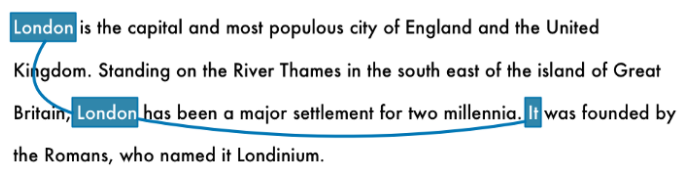 London is the capital and most populous city of England and the United
Kingdom. Standing on the River Thames in the south east of the island of Great
Britain, London has been a major settlement for two millennia. It was founded by
the Romans, who named it Londinium.